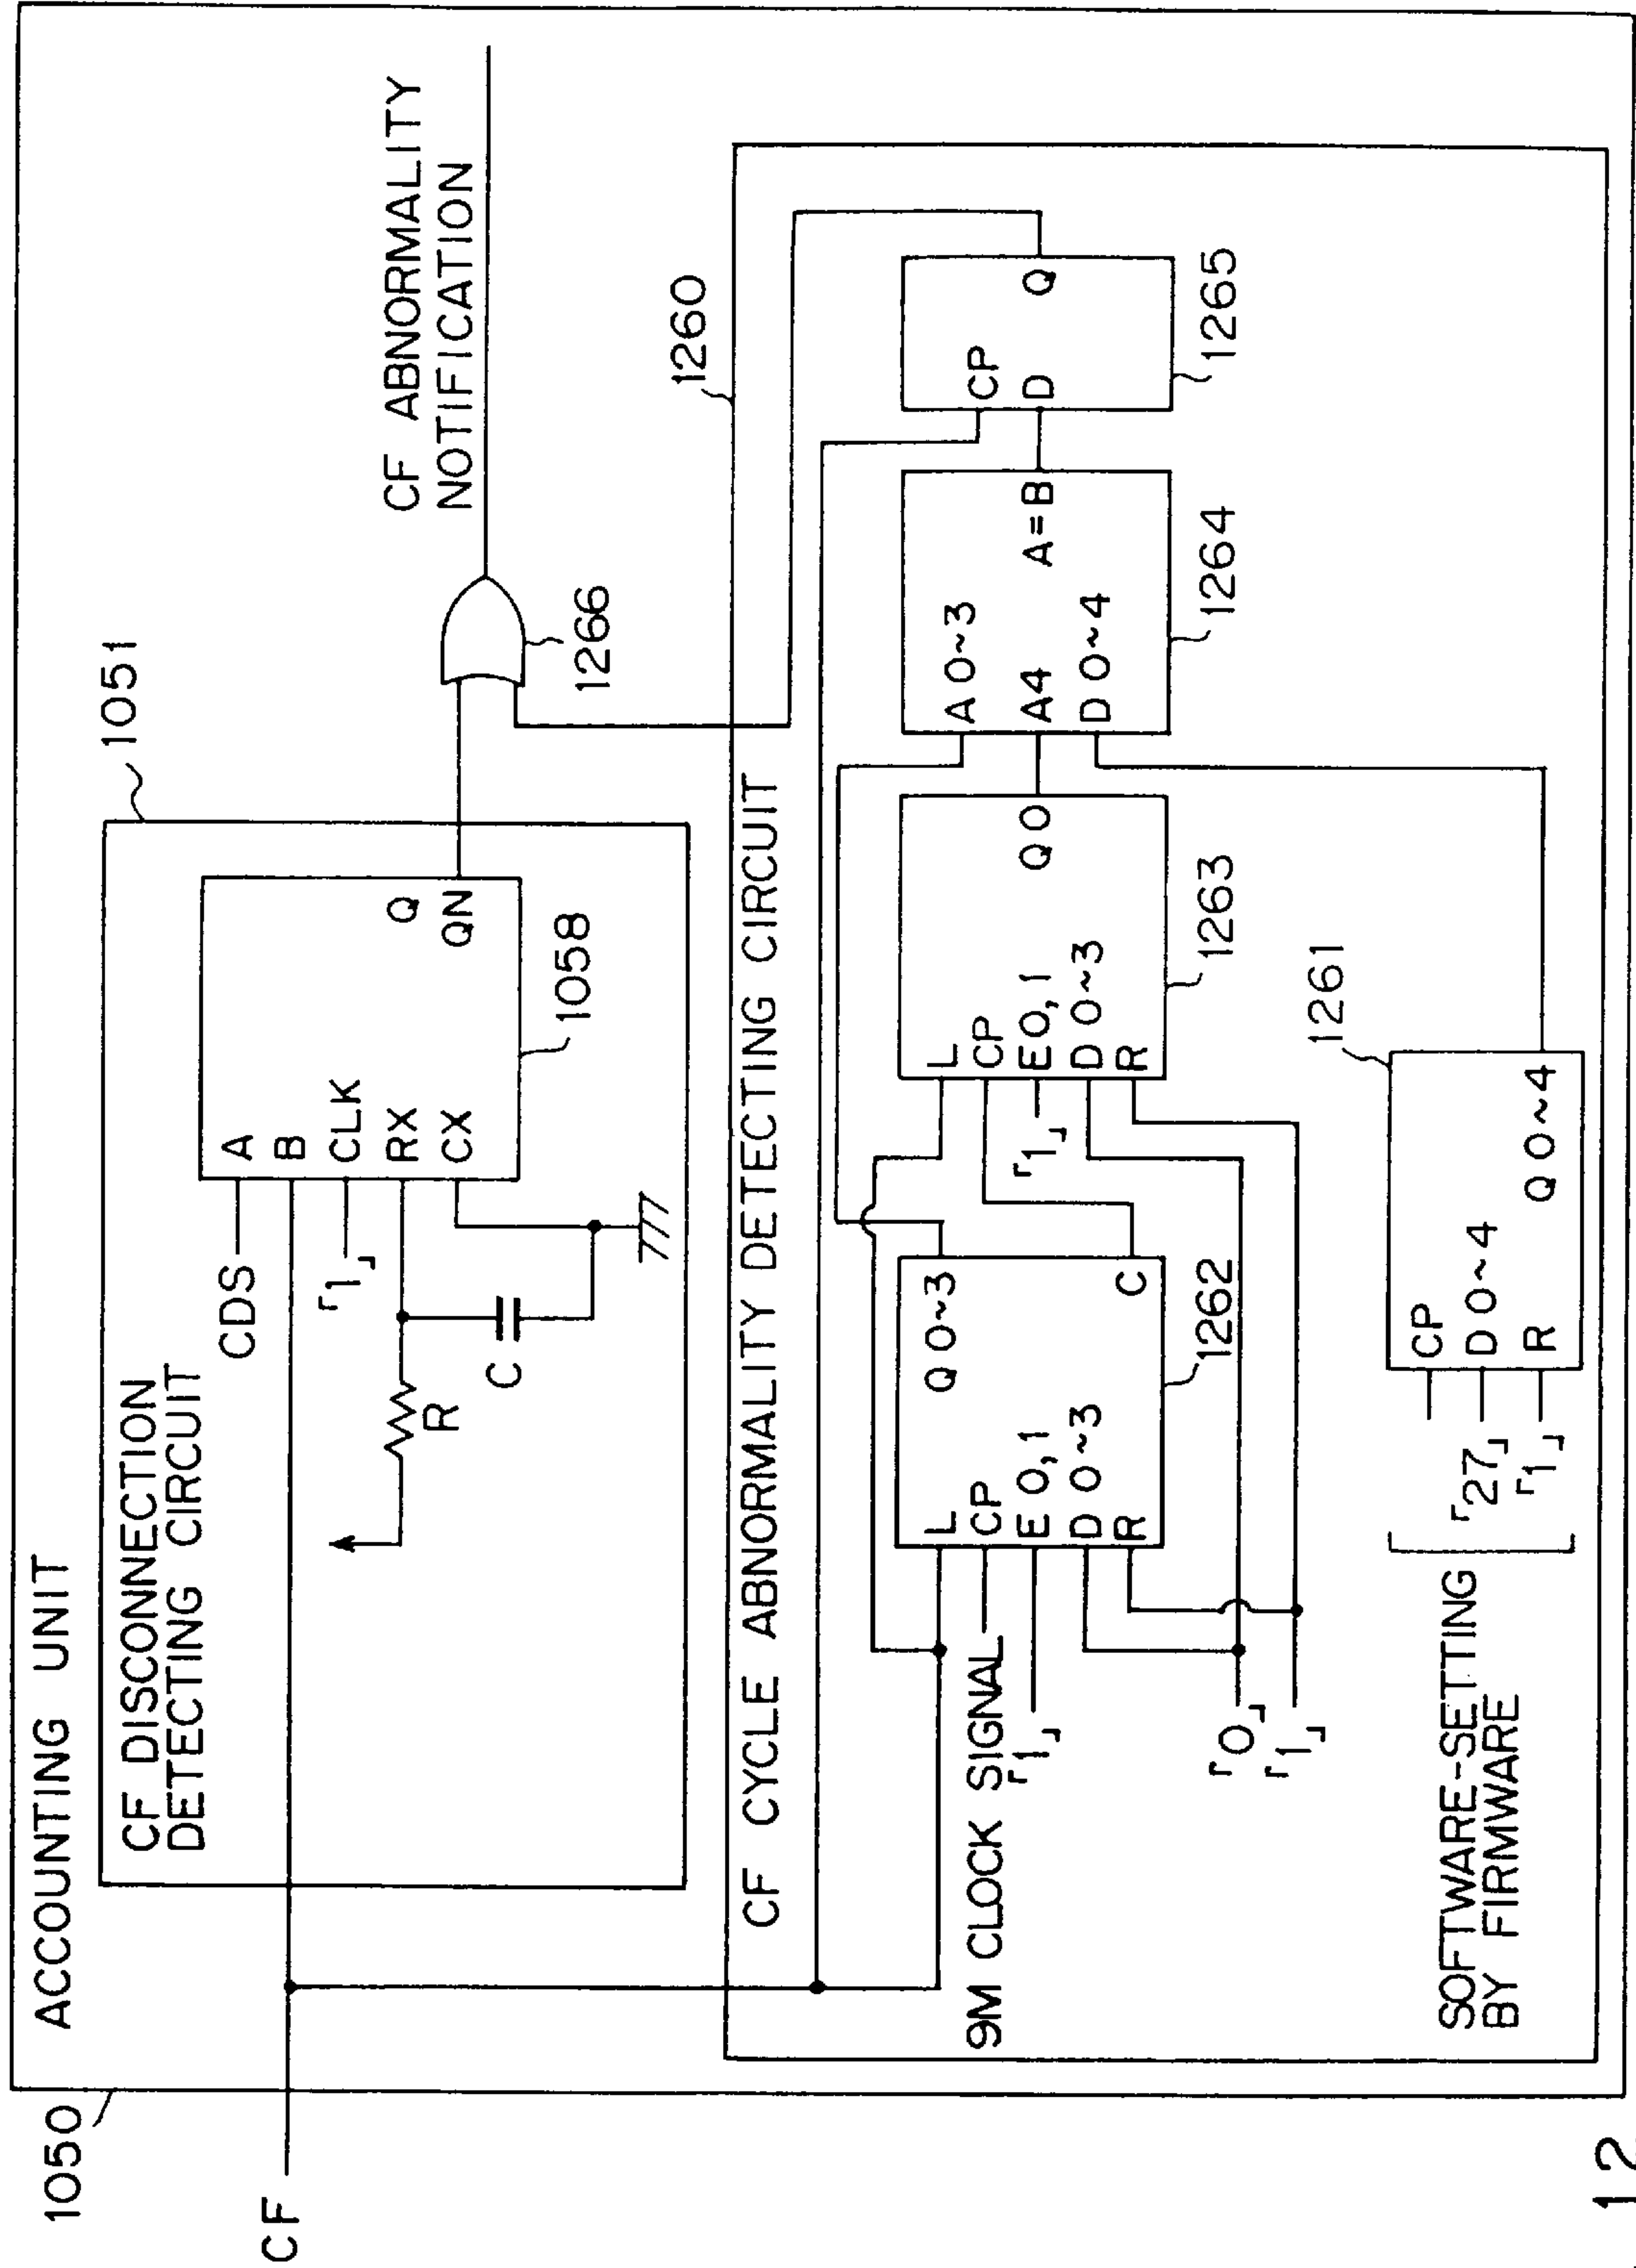 1050
ACCOUNTING UNIT
CF
CF DISCONNECTION
DETECTING CIRCUIT
1051
CDS
「1」
R
C
A
B
CLK
RX
CX
Q
QN
1058
1266
CF ABNORMALITY
NOTIFICATION
1260
CF CYCLE ABNORMALITY DETECTING CIRCUIT
9M CLOCK SIGNAL
「1」
「0」
「1」
L
CP
E 0,1
D 0~3
R
Q 0~3
C
1262
「1」
L
CP
E 0,1
D 0~3
R
Q 0
1263
A 0~3
A4
D 0~4
A=B
1264
CP
D
Q
1265
SOFTWARE-SETTING
BY FIRMWARE
「27」
「1」
CP
D 0~4
R
Q 0~4
1261
12